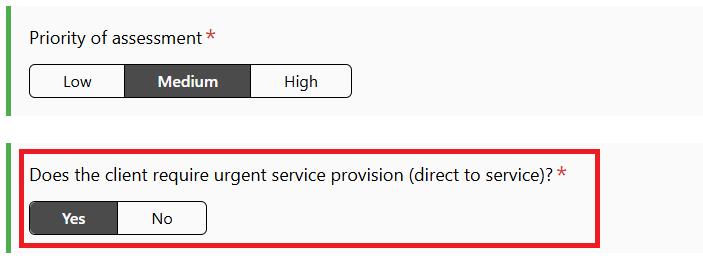 Priority of assessment*
Low Medium High
Does the client require urgent service provision (direct to service)?*
Yes No